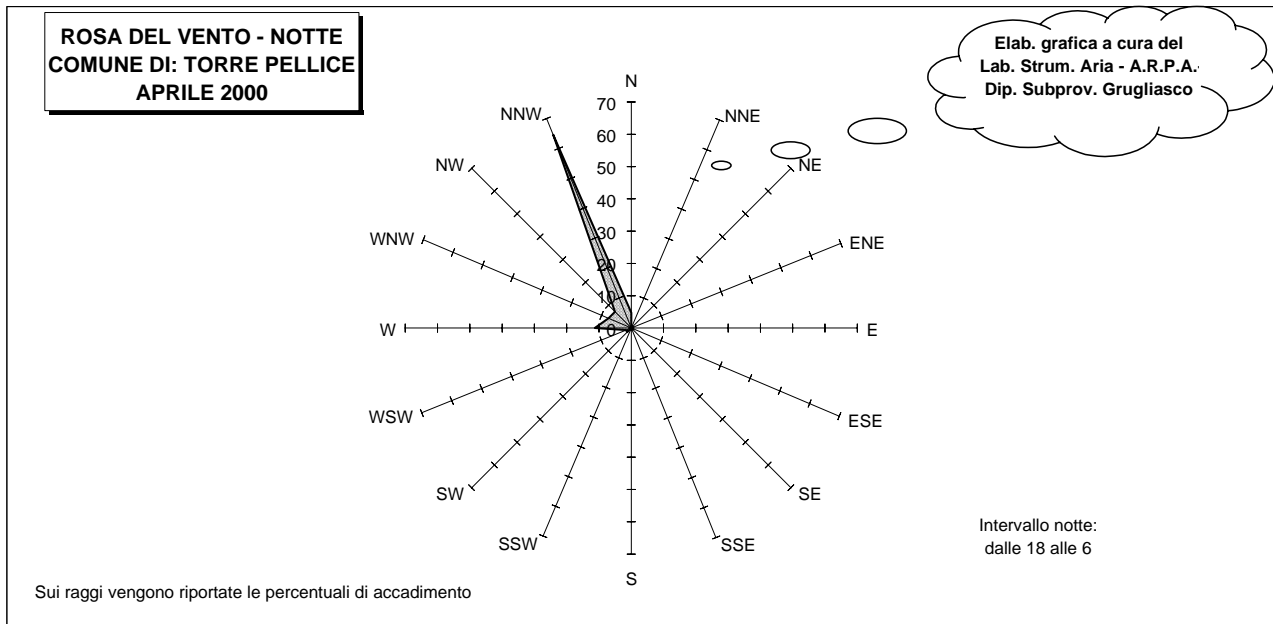 ROSA DEL VENTO - NOTTE
COMUNE DI: TORRE PELLICE
APRILE 2000
Elab. grafica a cura del
Lab. Strum. Aria - A.R.P.A.-
Dip. Subprov. Grugliasco
N
70
60
50
40
30
20
10
0
NNE
NE
ENE
E
ESE
SE
SSE
S
SSW
SW
WSW
W
WNW
NW
NNW
Intervallo notte:
dalle 18 alle 6
Sui raggi vengono riportate le percentuali di accadimento